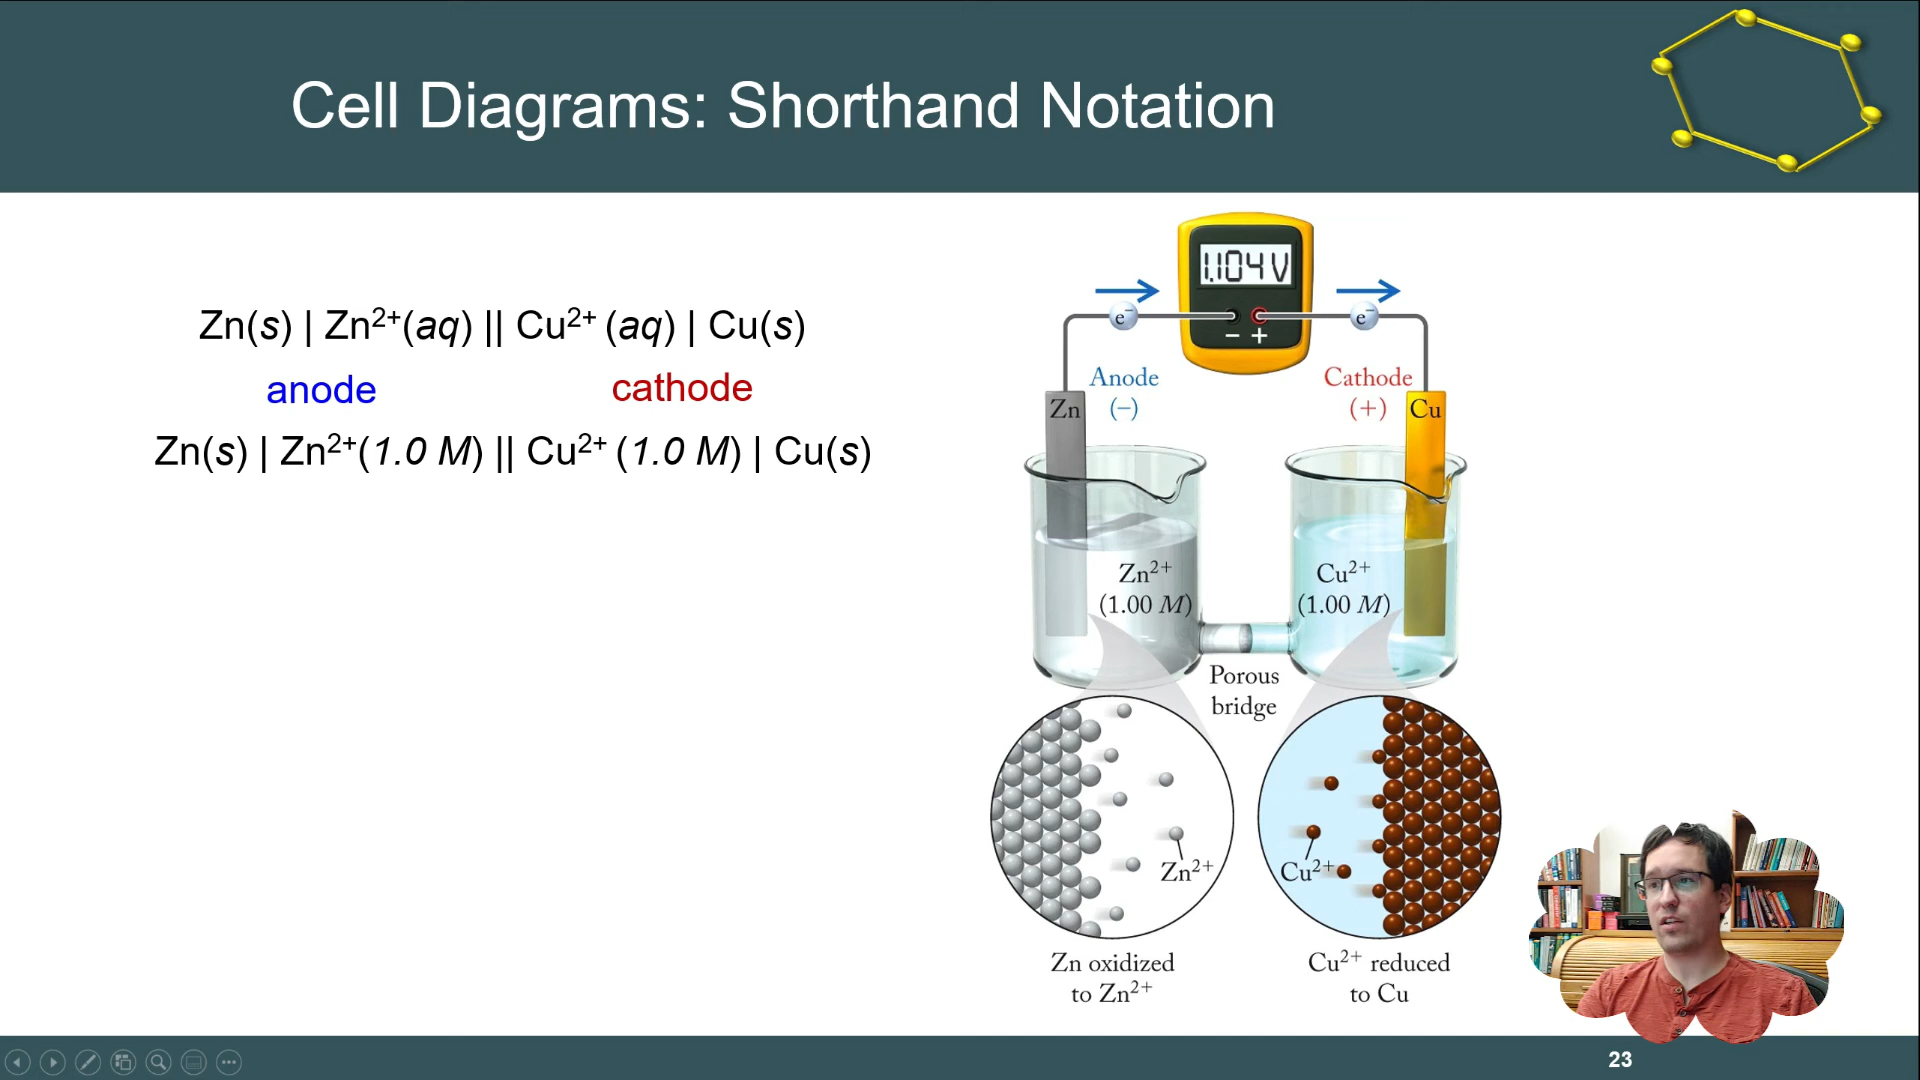 Cell Diagrams: Shorthand Notation
Zn(s) | Zn²⁺(aq) || Cu²⁺ (aq) | Cu(s)
anode cathode
Zn(s) | Zn²⁺(1.0 M) || Cu²⁺ (1.0 M) | Cu(s)
1.104 V
e⁻ e⁻
− +
Anode
(−)
Cathode
(+)
Zn
Cu
Zn²⁺
(1.00 M)
Cu²⁺
(1.00 M)
Porous
bridge
Zn²⁺
Cu²⁺
Zn oxidized
to Zn²⁺
Cu²⁺ reduced
to Cu
23